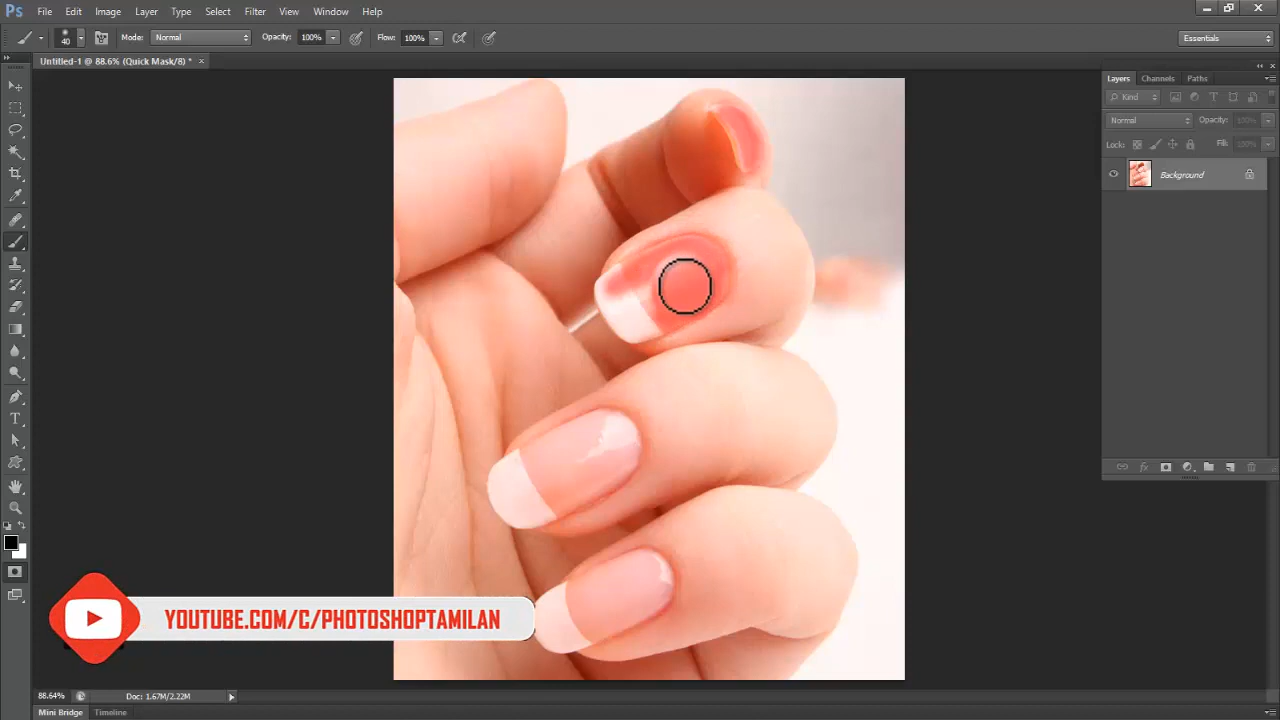 Ps File Edit Image Layer Type Select Filter View Window Help
40 Mode: Normal Opacity: 100% Flow: 100% Essentials
Untitled-1 @ 88.6% (Quick Mask/8) * ×
Layers Channels Paths
Kind
Normal Opacity: 100%
Lock: Fill: 100%
Background
YOUTUBE.COM/C/PHOTOSHOPTAMILAN
88.64% Doc: 1.67M/2.22M
Mini Bridge Timeline